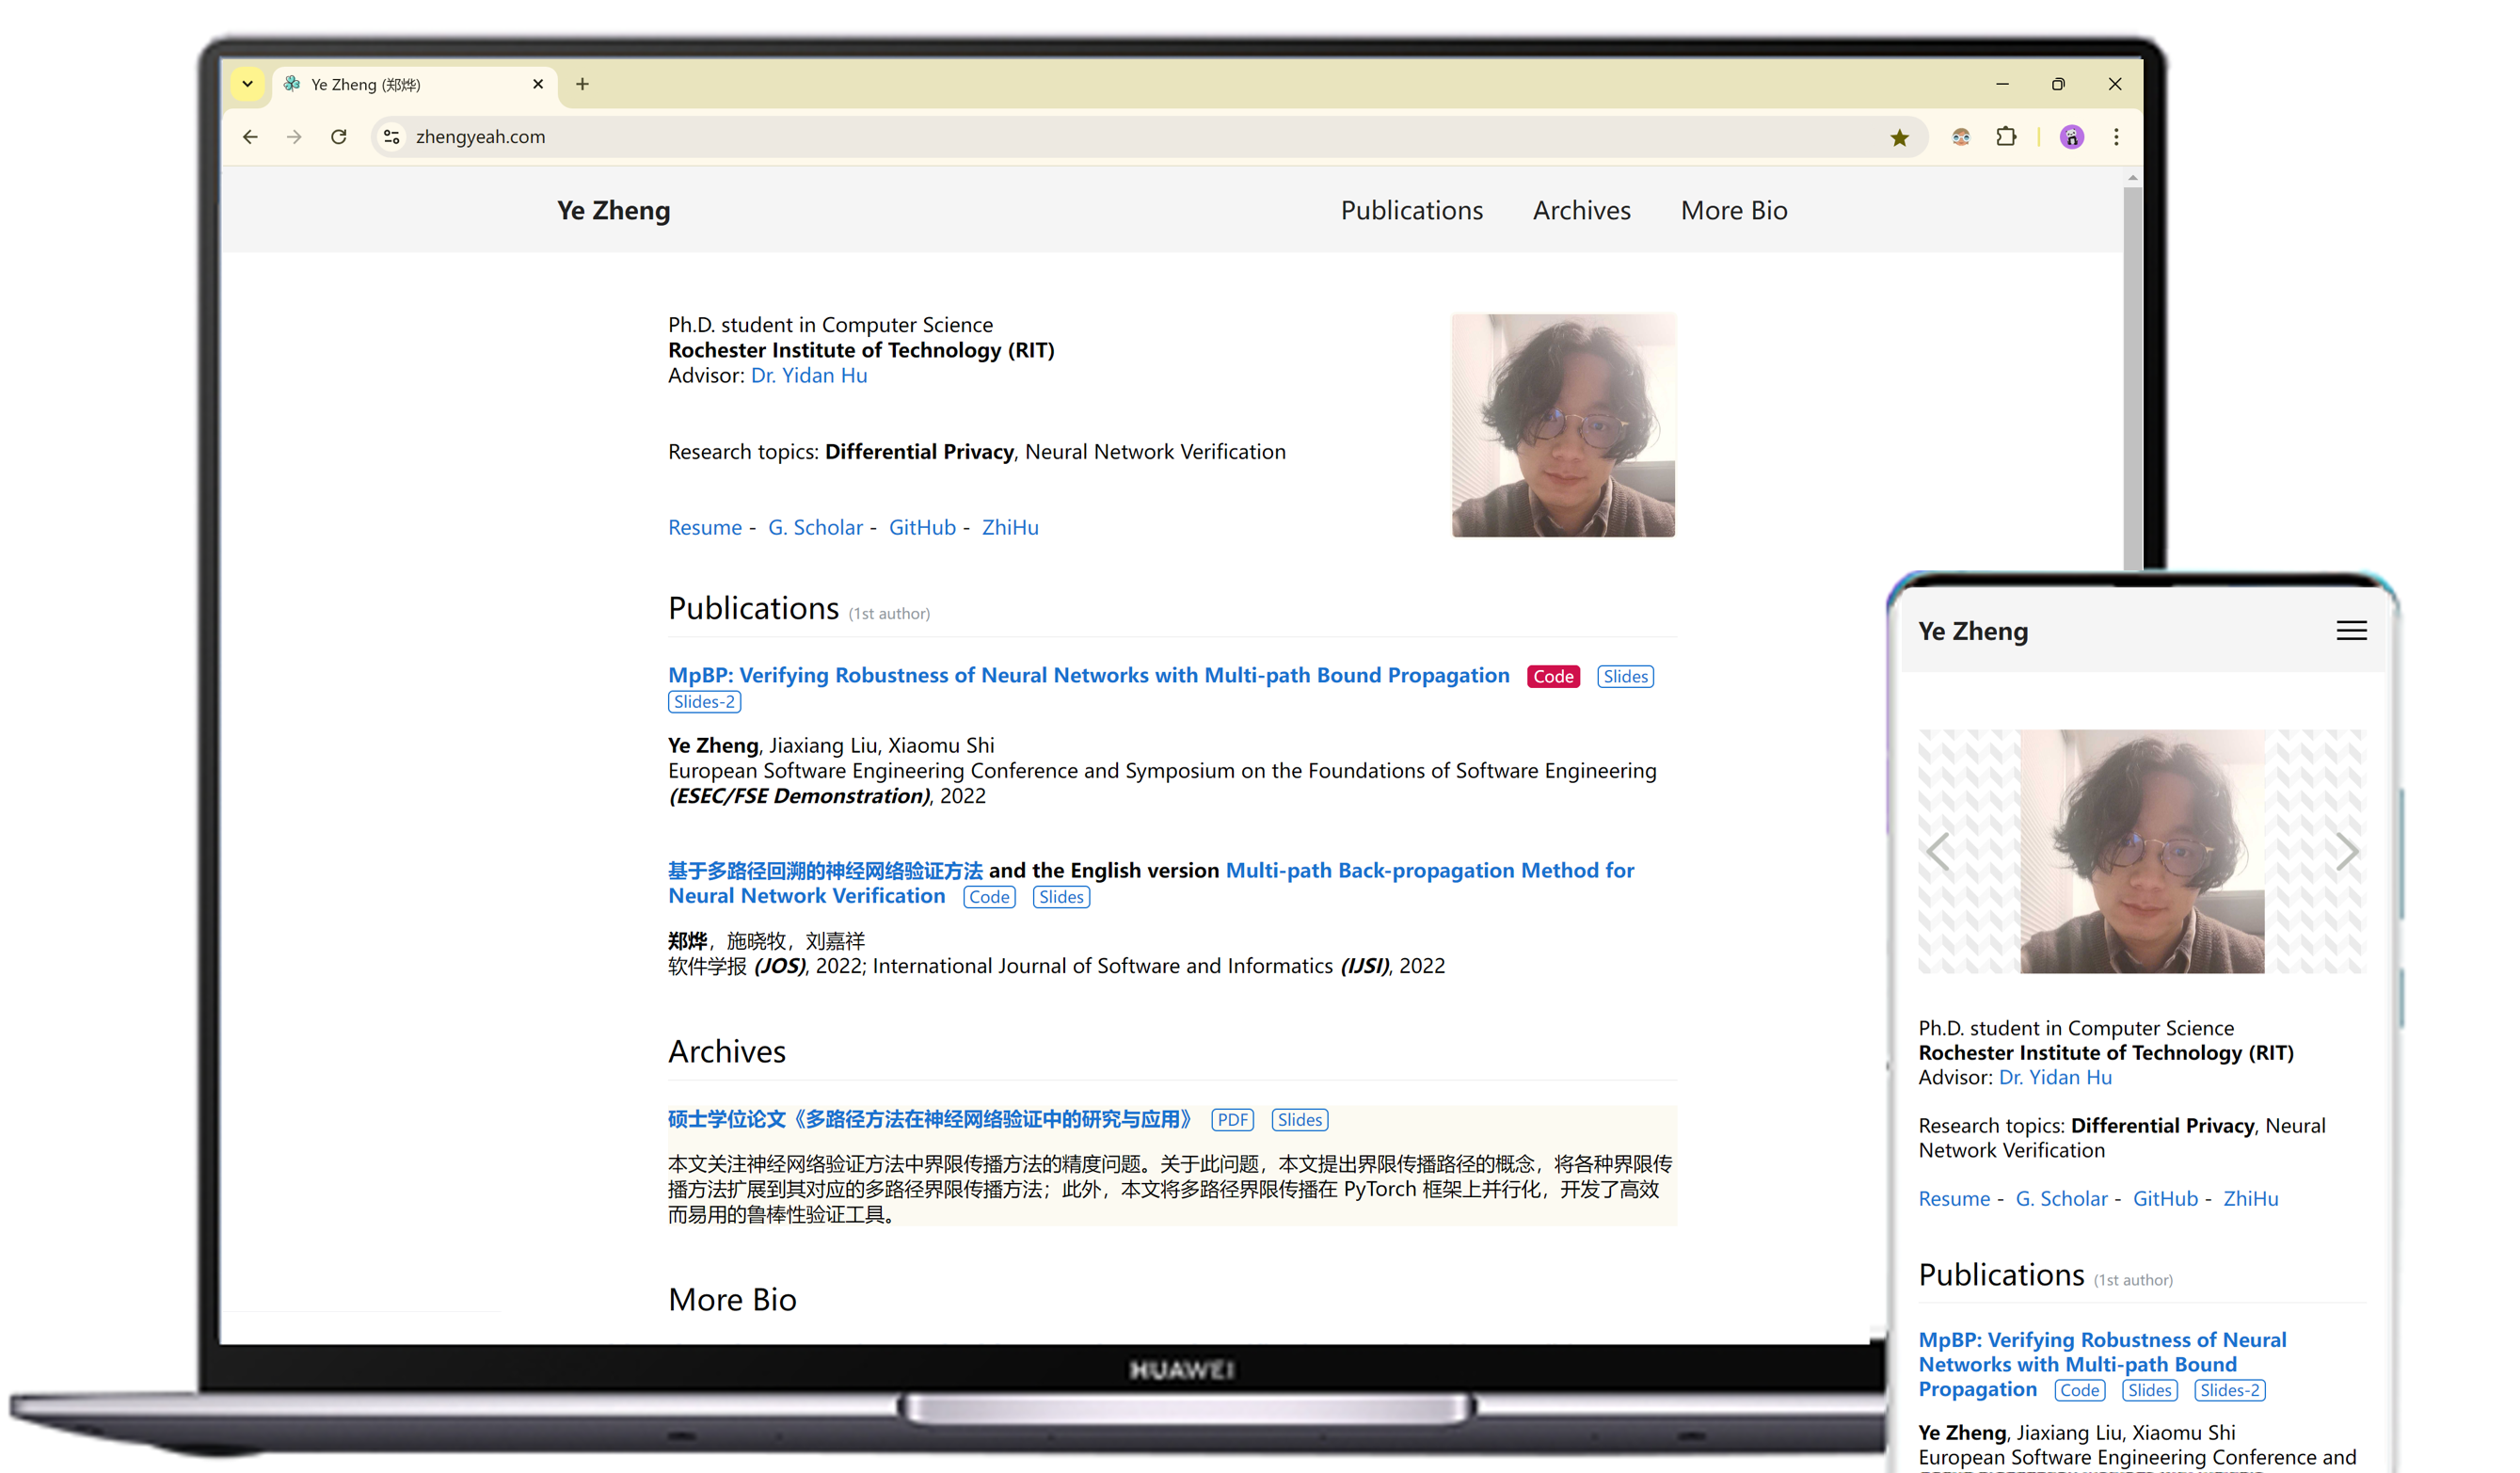 Ye Zheng (郑烨)
zhengyeah.com
Ye Zheng
Publications
Archives
More Bio
Ph.D. student in Computer Science
Rochester Institute of Technology (RIT)
Advisor: Dr. Yidan Hu
Research topics: Differential Privacy, Neural Network Verification
Resume - G. Scholar - GitHub - ZhiHu
Publications (1st author)
MpBP: Verifying Robustness of Neural Networks with Multi-path Bound Propagation Code Slides
Slides-2
Ye Zheng, Jiaxiang Liu, Xiaomu Shi
European Software Engineering Conference and Symposium on the Foundations of Software Engineering
(ESEC/FSE Demonstration), 2022
基于多路径回溯的神经网络验证方法 and the English version Multi-path Back-propagation Method for
Neural Network Verification Code Slides
郑烨，施晓牧，刘嘉祥
软件学报 (JOS), 2022; International Journal of Software and Informatics (IJSI), 2022
Archives
硕士学位论文《多路径方法在神经网络验证中的研究与应用》 PDF Slides
本文关注神经网络验证方法中界限传播方法的精度问题。关于此问题，本文提出界限传播路径的概念，将各种界限传
播方法扩展到其对应的多路径界限传播方法；此外，本文将多路径界限传播在 PyTorch 框架上并行化，开发了高效
而易用的鲁棒性验证工具。
More Bio
HUAWEI
Ye Zheng
Ph.D. student in Computer Science
Rochester Institute of Technology (RIT)
Advisor: Dr. Yidan Hu
Research topics: Differential Privacy, Neural
Network Verification
Resume - G. Scholar - GitHub - ZhiHu
Publications (1st author)
MpBP: Verifying Robustness of Neural
Networks with Multi-path Bound
Propagation Code Slides Slides-2
Ye Zheng, Jiaxiang Liu, Xiaomu Shi
European Software Engineering Conference and